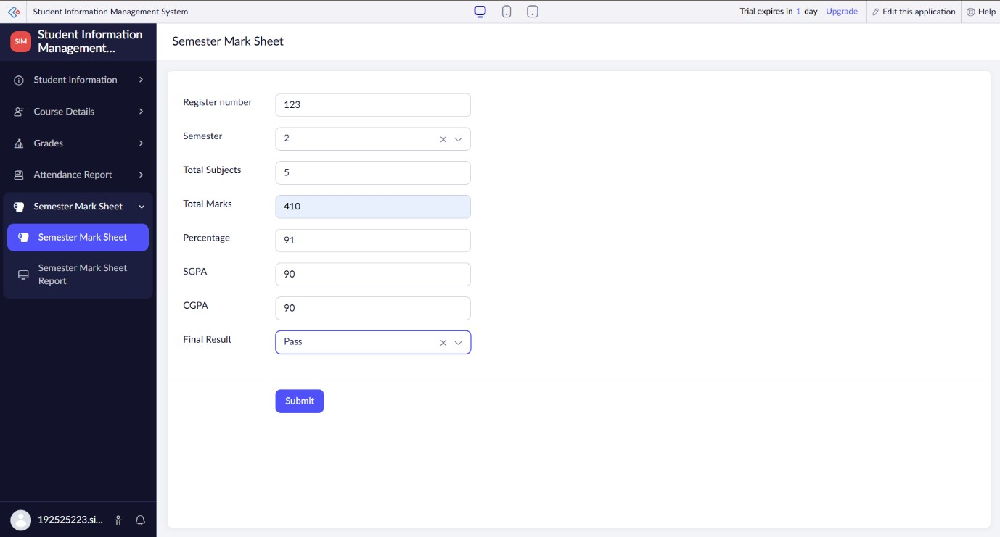 Student Information Management System
Trial expires in 1 day Upgrade
Edit this application
Help
SIM
Student Information
Management...
Semester Mark Sheet
Student Information
Course Details
Grades
Attendance Report
Semester Mark Sheet
Semester Mark Sheet
Semester Mark Sheet
Report
Register number 123
Semester 2
Total Subjects 5
Total Marks 410
Percentage 91
SGPA 90
CGPA 90
Final Result Pass
Submit
192525223.si...